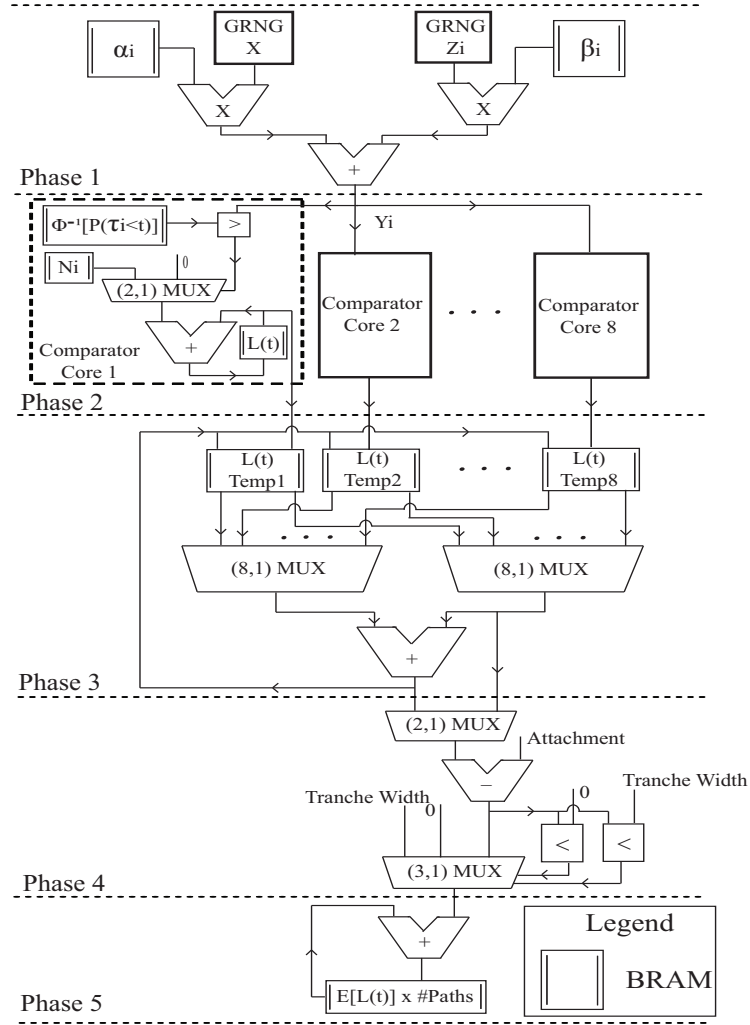 αi
GRNG
X
GRNG
Zi
βi
X
X
+
Phase 1
Φ⁻¹[P(τi<t)]
>
Yi
Ni
0
(2,1) MUX
+
L(t)
Comparator
Core 1
Comparator
Core 2
. . .
Comparator
Core 8
Phase 2
L(t)
Temp1
L(t)
Temp2
. . .
L(t)
Temp8
. . .
. . .
(8,1) MUX
(8,1) MUX
+
Phase 3
(2,1) MUX
Attachment
−
Tranche Width
0
0
Tranche Width
<
<
(3,1) MUX
Phase 4
+
E[L(t)] x #Paths
Legend
BRAM
Phase 5